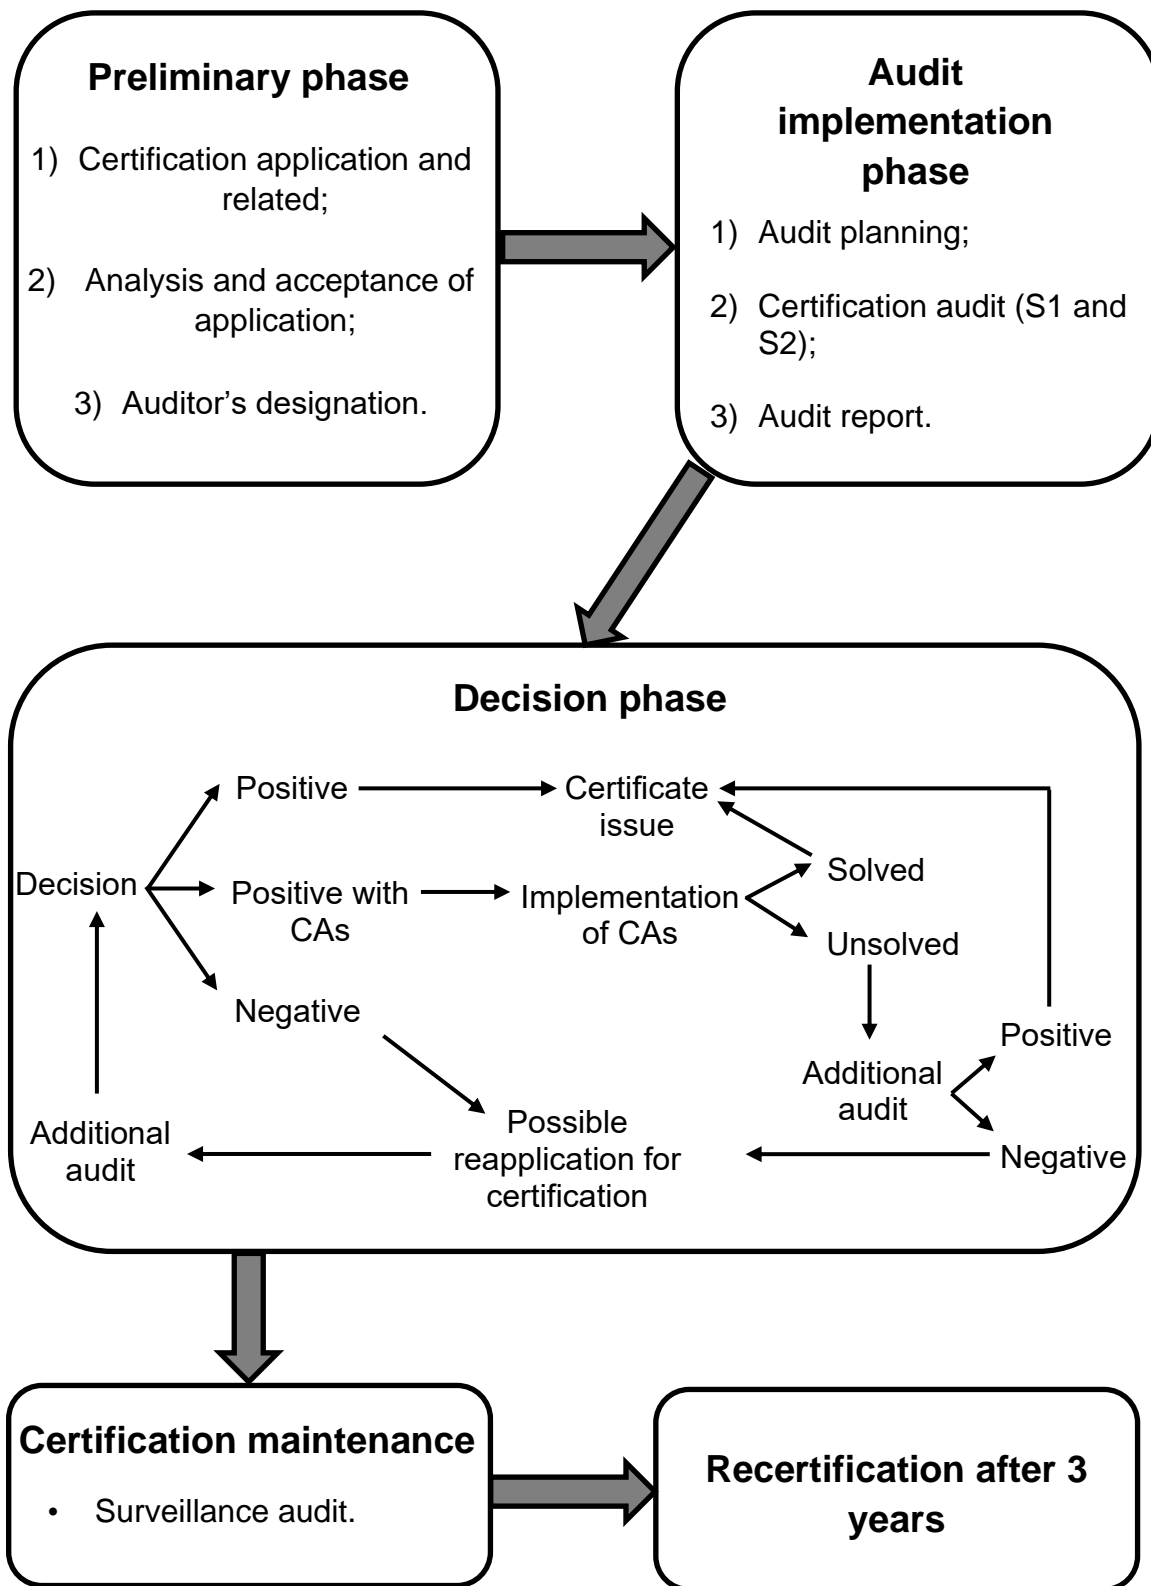 Preliminary phase
1) Certification application and
related;
2) Analysis and acceptance of
application;
3) Auditor’s designation.
Audit
implementation
phase
1) Audit planning;
2) Certification audit (S1 and
S2);
3) Audit report.
Decision phase
Positive
Certificate
issue
Decision
Positive with
CAs
Implementation
of CAs
Solved
Unsolved
Negative
Positive
Additional
audit
Negative
Possible
reapplication for
certification
Additional
audit
Certification maintenance
• Surveillance audit.
Recertification after 3
years